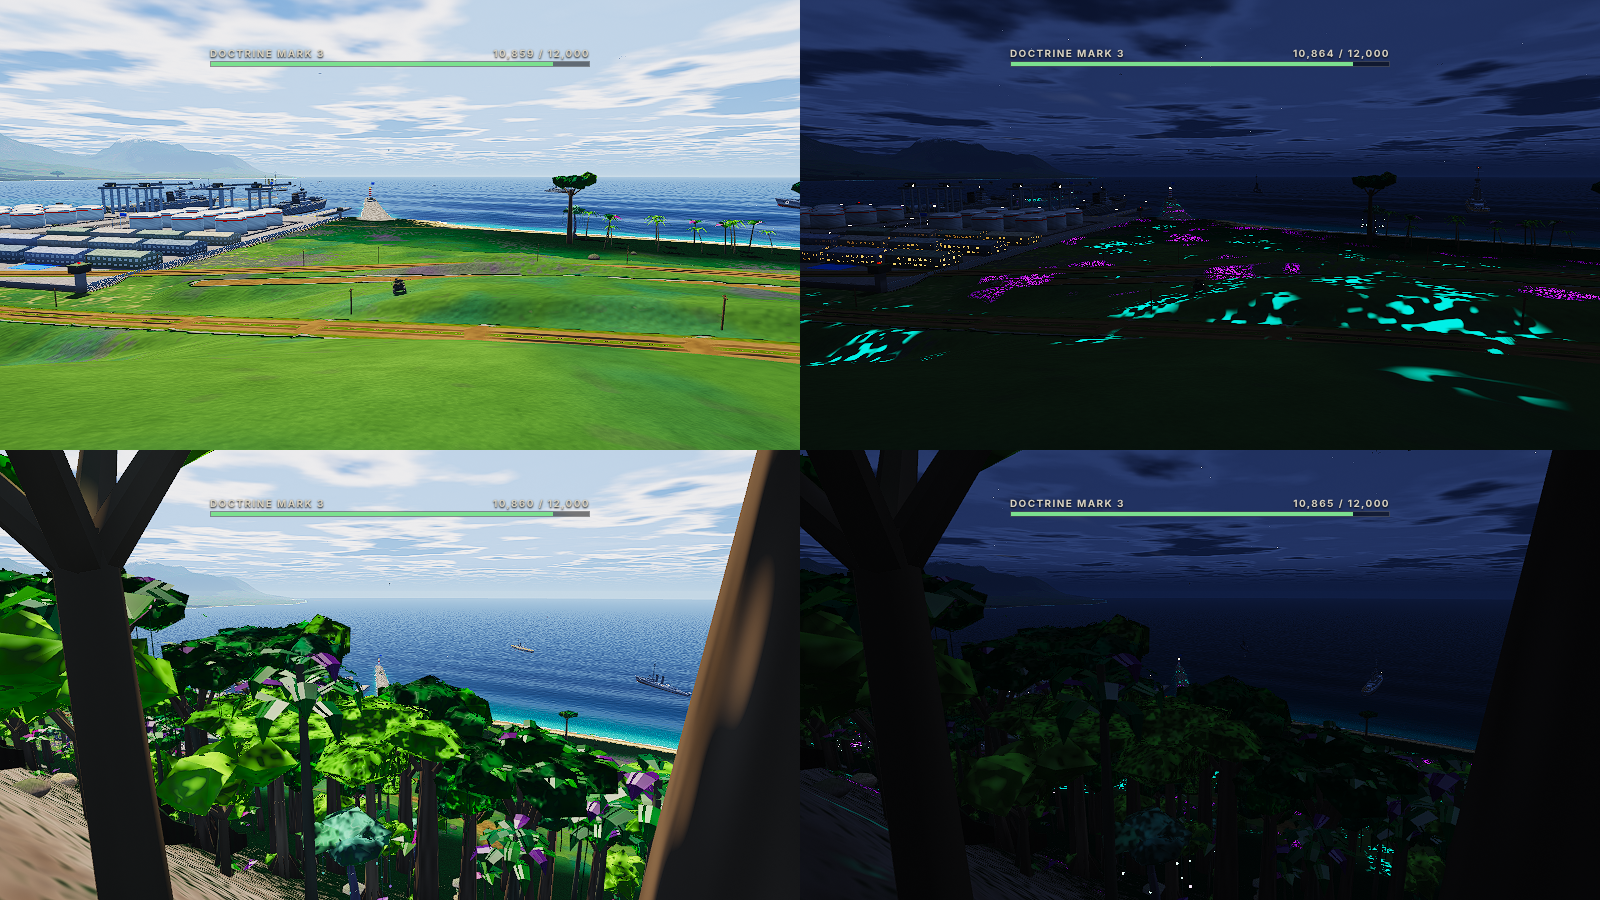 DOCTRINE MARK 3 10,859 / 12,000
DOCTRINE MARK 3 10,864 / 12,000
DOCTRINE MARK 3 10,860 / 12,000
DOCTRINE MARK 3 10,865 / 12,000